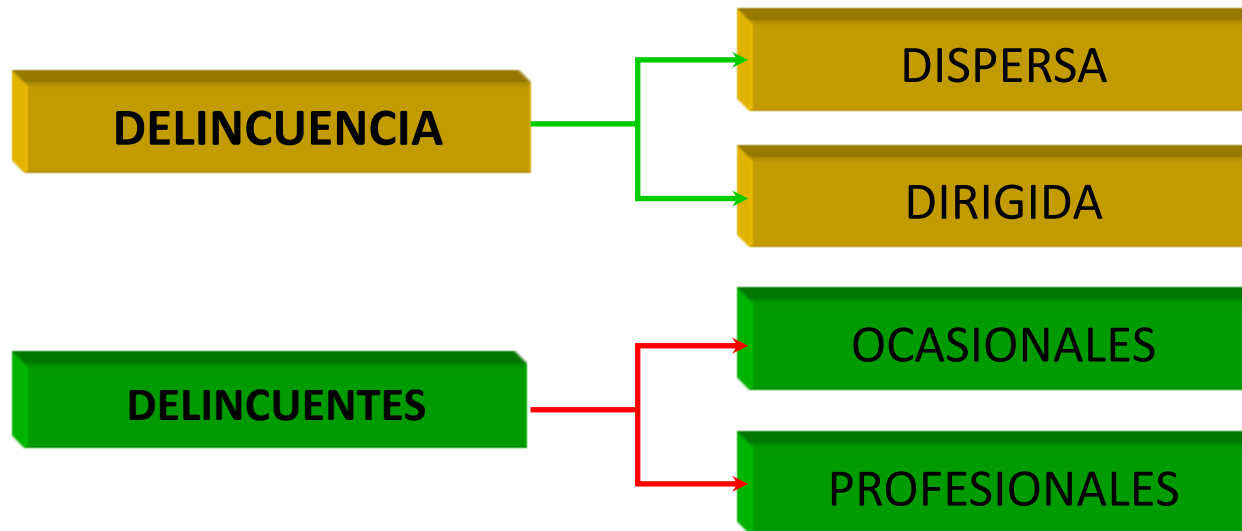 DELINCUENCIA
DISPERSA
DIRIGIDA
DELINCUENTES
OCASIONALES
PROFESIONALES